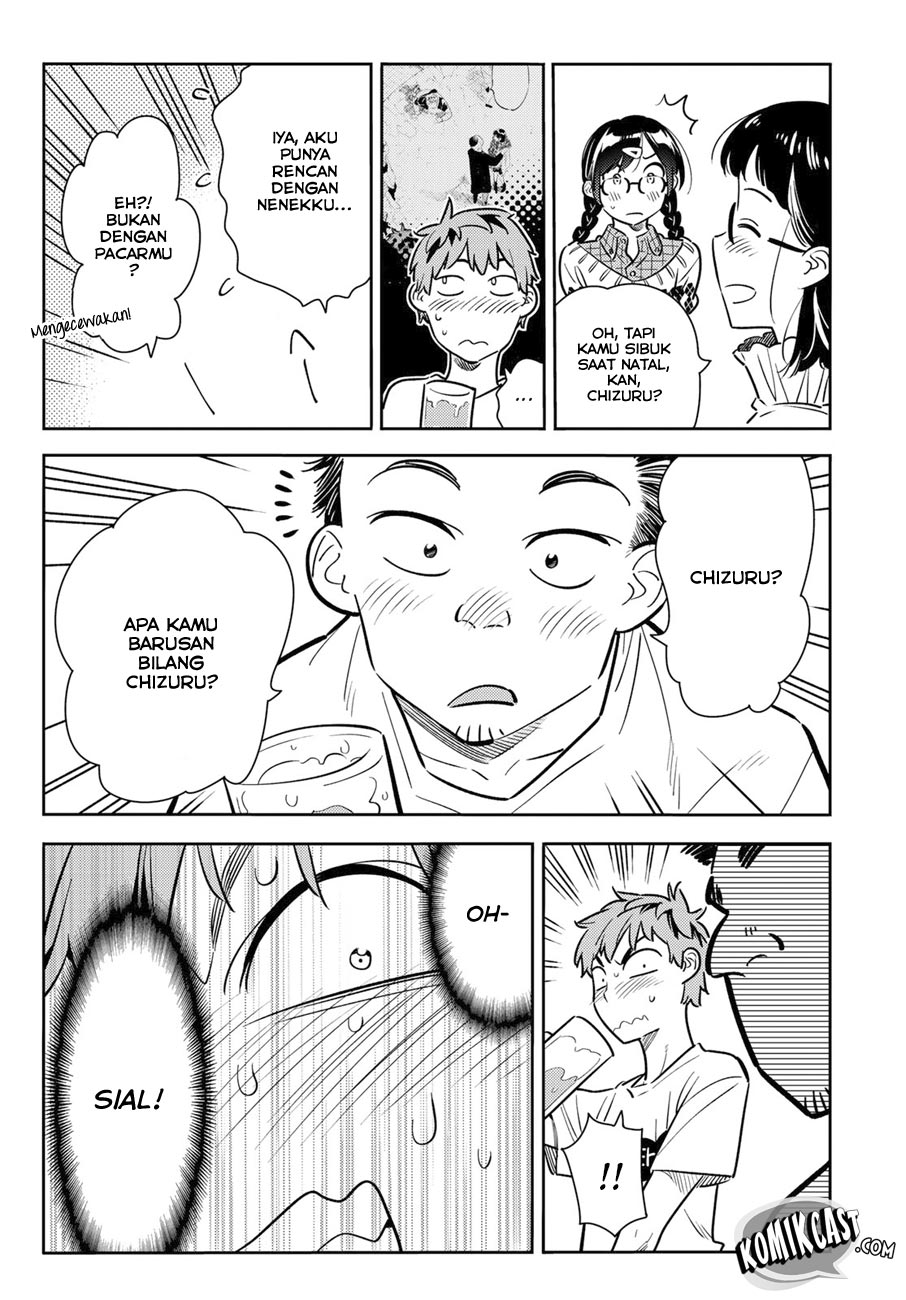 OH, TAPI
KAMU SIBUK
SAAT NATAL,
KAN,
CHIZURU?
...
IYA, AKU
PUNYA
RENCAN
DENGAN
NENEKKU...
EH?!
BUKAN
DENGAN
PACARMU
?
Mengecewakan!
CHIZURU?
APA KAMU
BARUSAN
BILANG
CHIZURU?
!!
OH-
SIAL!
KOMIKCAST.COM